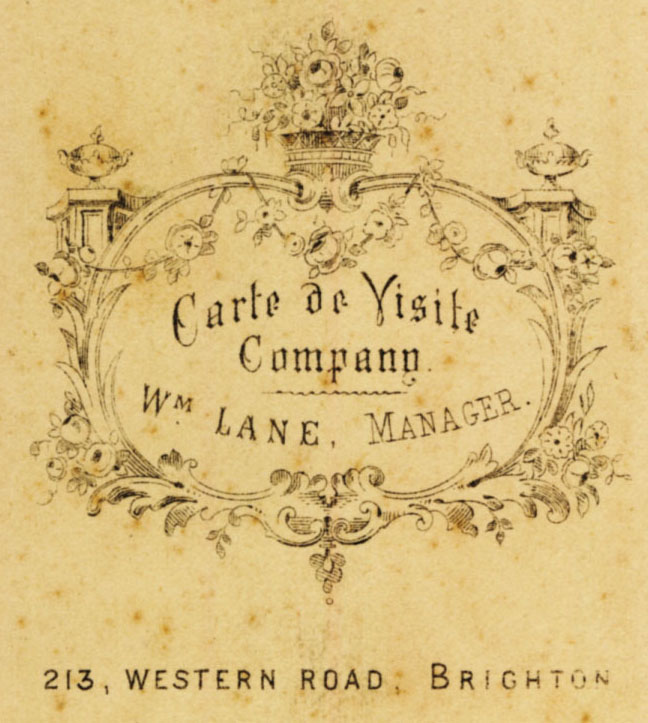 Carte de Visite
Company.
Wᴹ. LANE, MANAGER.
213, WESTERN ROAD, BRIGHTON